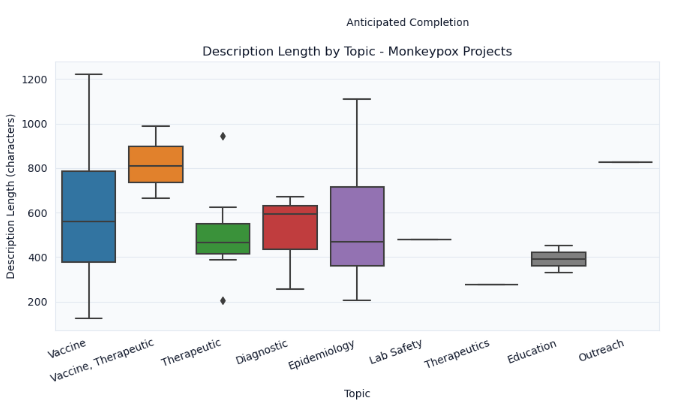 Anticipated Completion
Description Length by Topic - Monkeypox Projects
Description Length (characters)
1200
1000
800
600
400
200
Vaccine
Vaccine, Therapeutic
Therapeutic
Diagnostic
Epidemiology
Lab Safety
Therapeutics
Education
Outreach
Topic